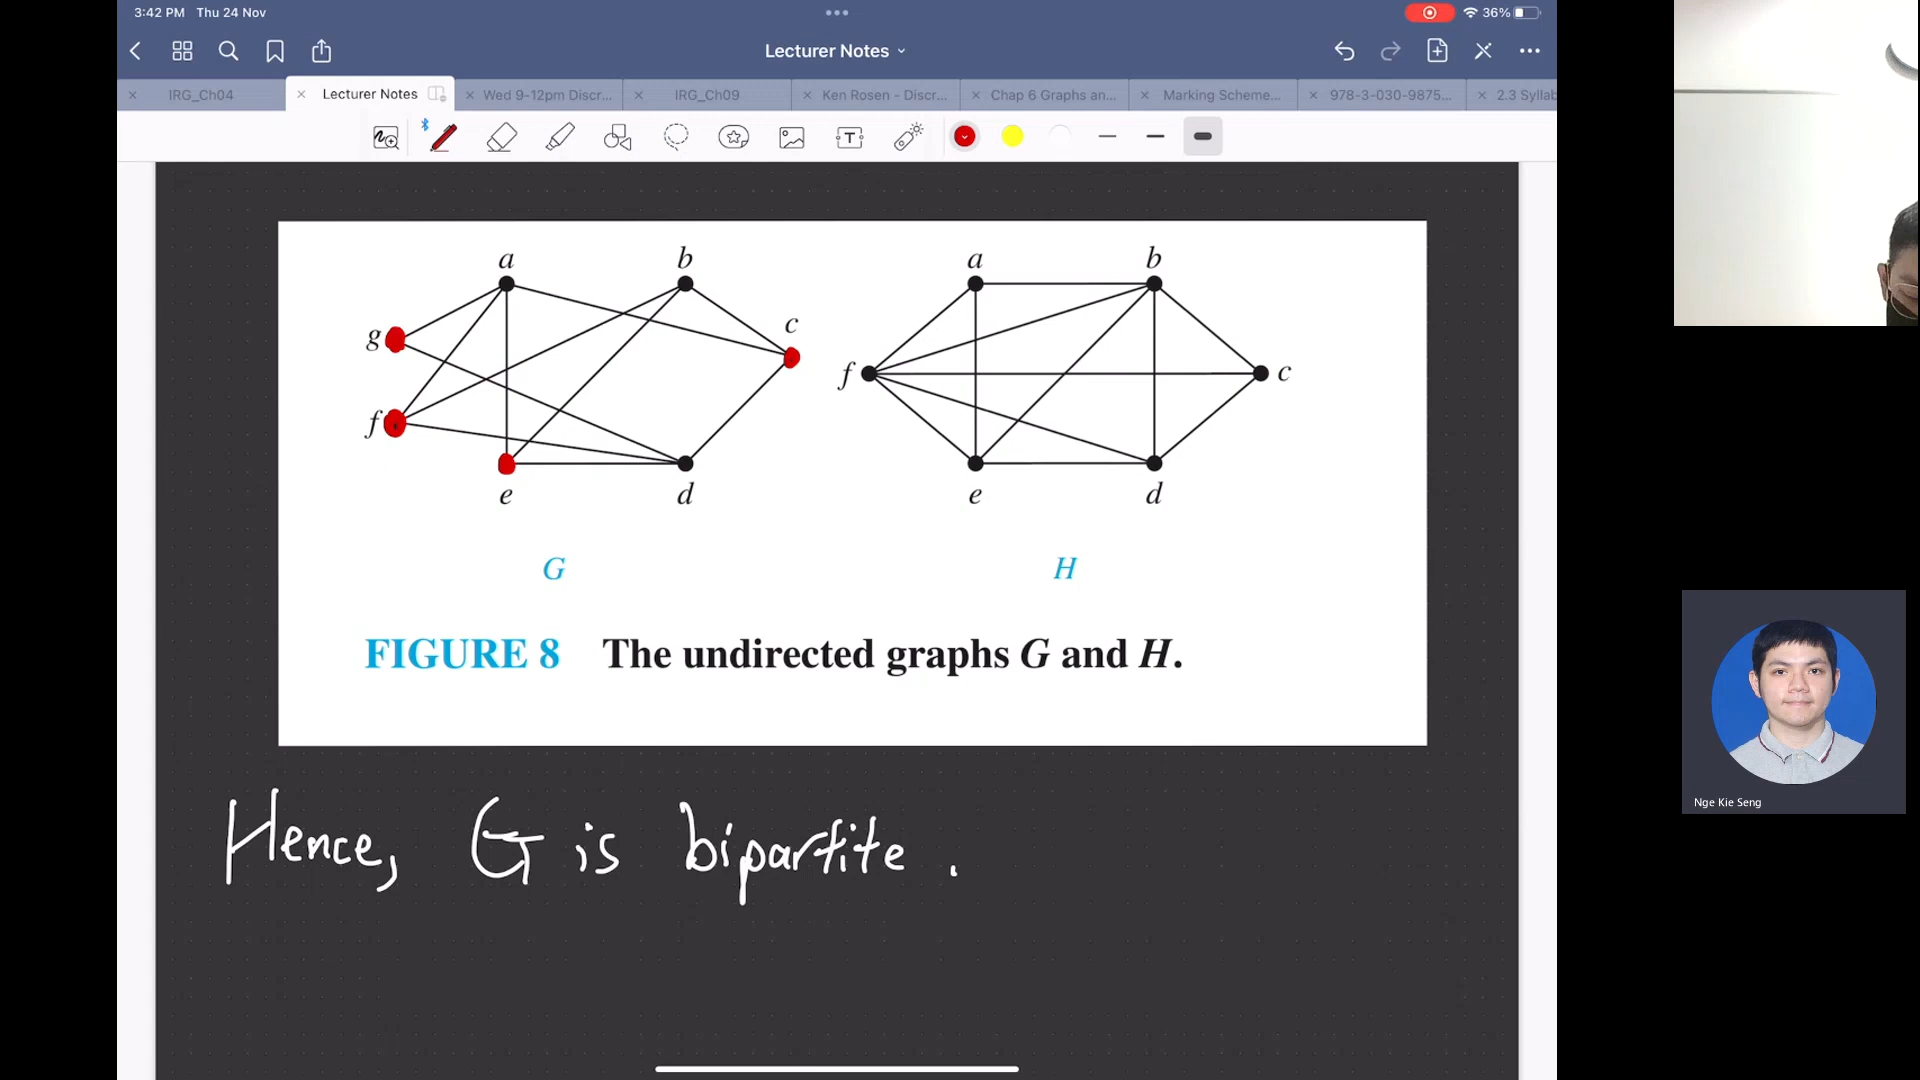 3:42 PM Thu 24 Nov
36%
Lecturer Notes
IRG_Ch04
Lecturer Notes
Wed 9-12pm Discr...
IRG_Ch09
Ken Rosen - Discr...
Chap 6 Graphs an...
Marking Scheme...
978-3-030-9875...
2.3 Syllab
T
a b a b
g c
f c
f
e d e d
G H
FIGURE 8 The undirected graphs G and H.
Hence, G is bipartite.
Nge Kie Seng